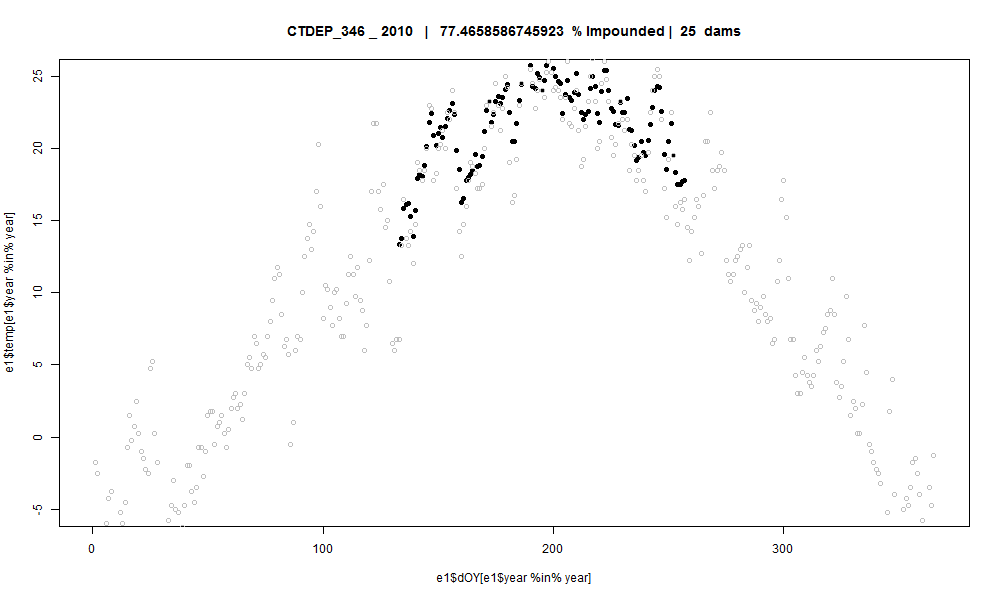 CTDEP_346 _ 2010 | 77.4658586745923 % Impounded | 25 dams
e1$temp[e1$year %in% year]
25
20
15
10
5
0
-5
0 100 200 300
e1$dOY[e1$year %in% year]